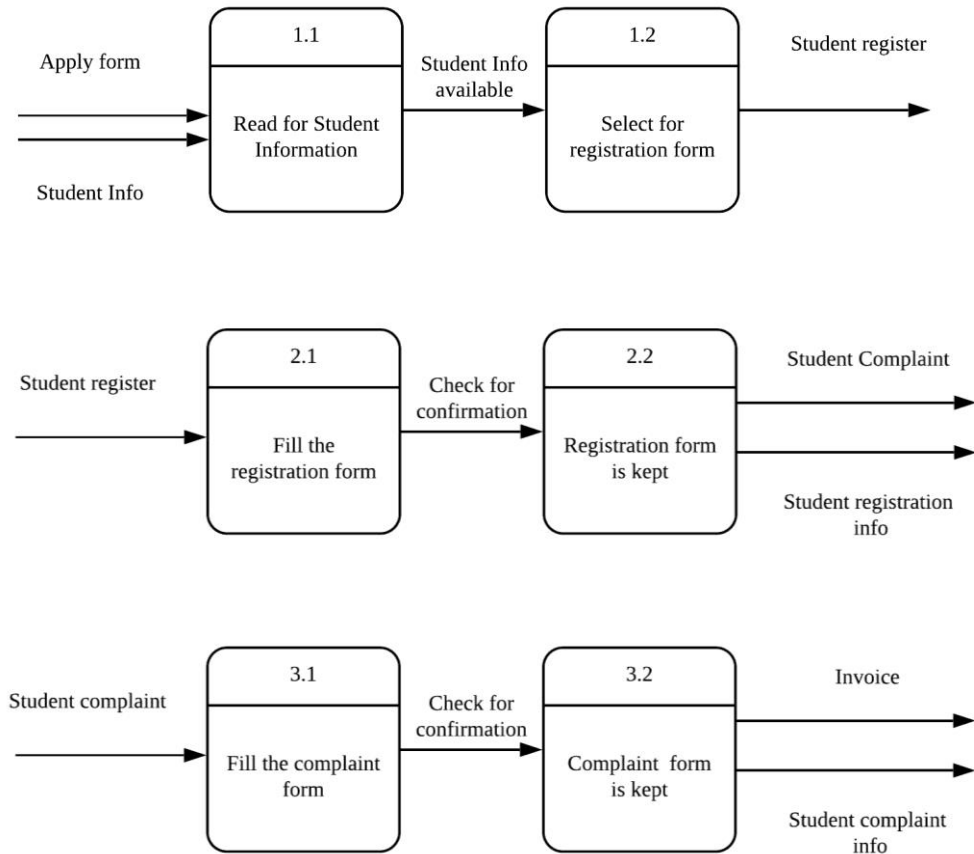 1.1
1.2
Apply form
Student Info
available
Student register
Read for Student
Information
Select for
registration form
Student Info
2.1
2.2
Student register
Check for
confirmation
Student Complaint
Fill the
registration form
Registration form
is kept
Student registration
info
3.1
3.2
Student complaint
Check for
confirmation
Invoice
Fill the complaint
form
Complaint form
is kept
Student complaint
info